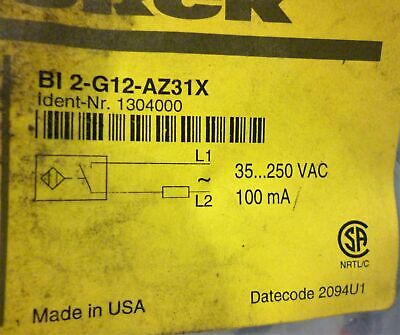 BI 2-G12-AZ31X
Ident-Nr. 1304000
L1
35...250 VAC
~
L2
100 mA
SA
NRTL/C
Made in USA
Datecode 2094U1